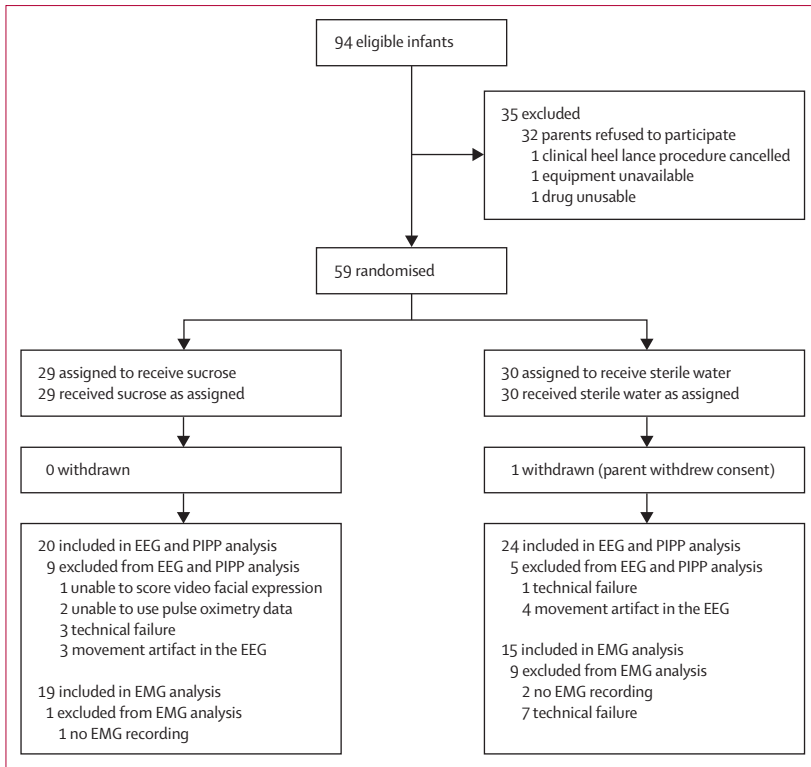 94 eligible infants
35 excluded
32 parents refused to participate
1 clinical heel lance procedure cancelled
1 equipment unavailable
1 drug unusable
59 randomised
29 assigned to receive sucrose
29 received sucrose as assigned
30 assigned to receive sterile water
30 received sterile water as assigned
0 withdrawn
1 withdrawn (parent withdrew consent)
20 included in EEG and PIPP analysis
9 excluded from EEG and PIPP analysis
1 unable to score video facial expression
2 unable to use pulse oximetry data
3 technical failure
3 movement artifact in the EEG
19 included in EMG analysis
1 excluded from EMG analysis
1 no EMG recording
24 included in EEG and PIPP analysis
5 excluded from EEG and PIPP analysis
1 technical failure
4 movement artifact in the EEG
15 included in EMG analysis
9 excluded from EMG analysis
2 no EMG recording
7 technical failure